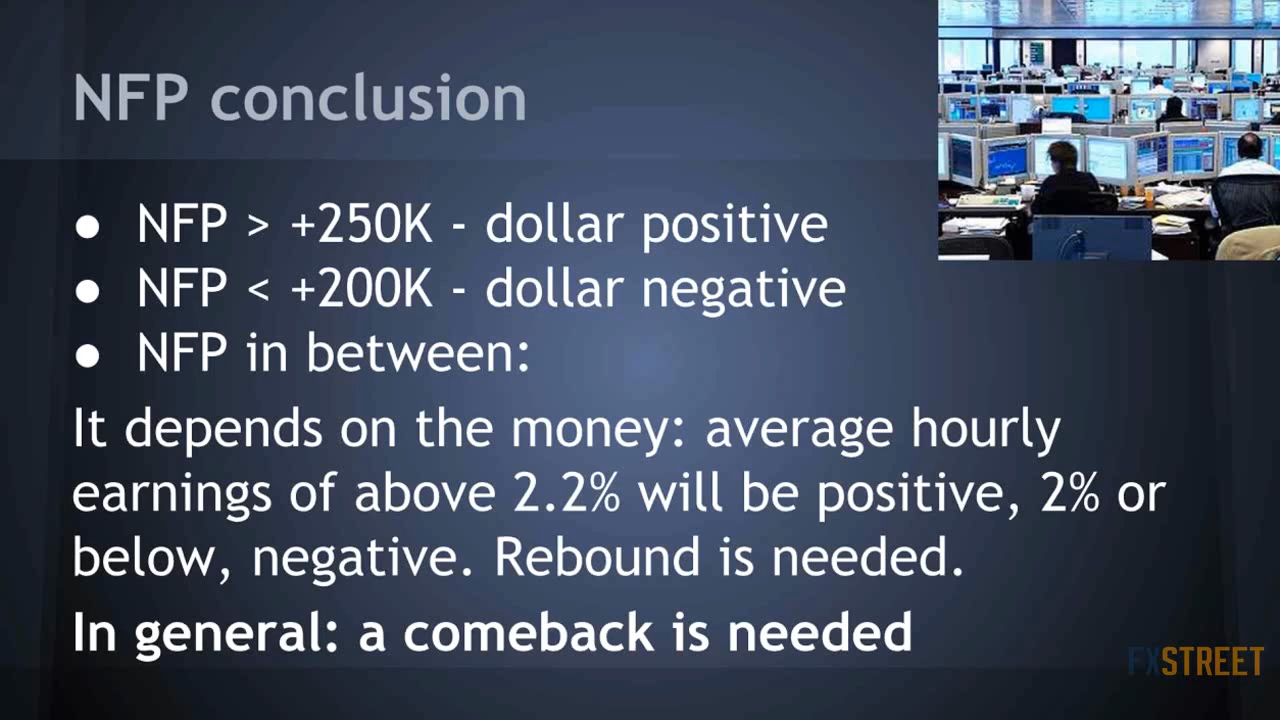 NFP conclusion
● NFP > +250K - dollar positive
● NFP < +200K - dollar negative
● NFP in between:
It depends on the money: average hourly
earnings of above 2.2% will be positive, 2% or
below, negative. Rebound is needed.
In general: a comeback is needed
FXSTREET